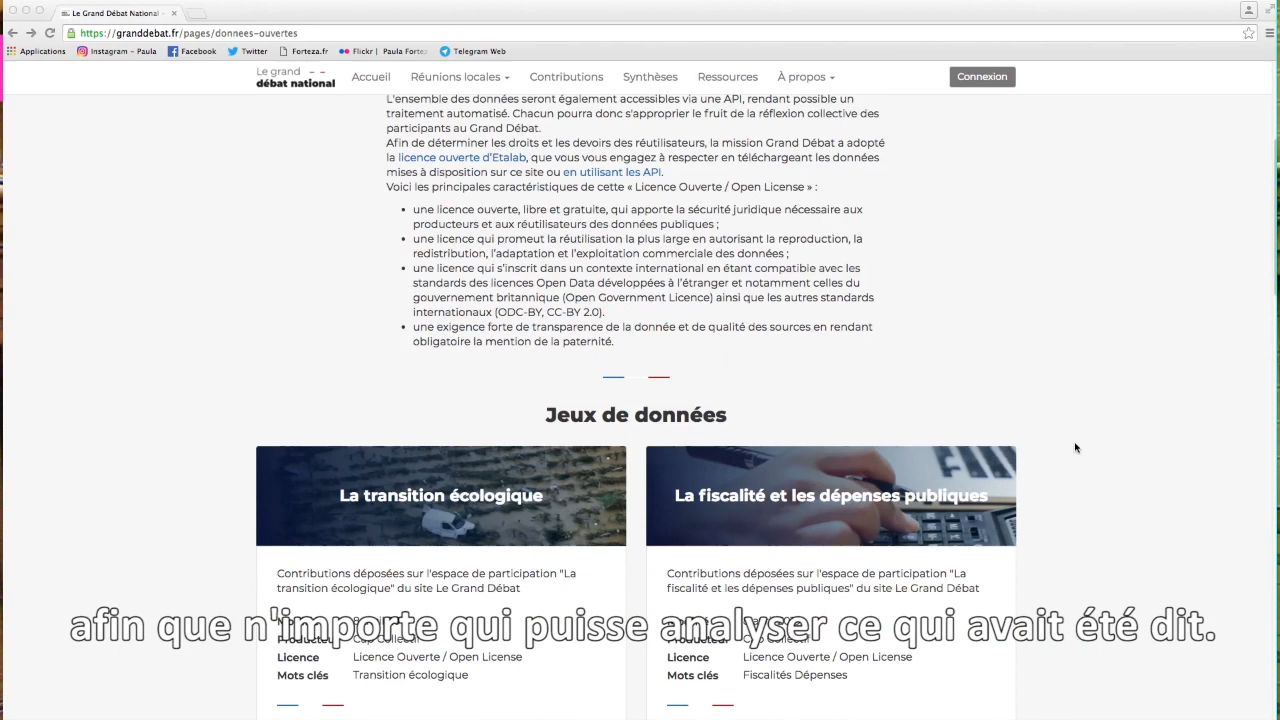 Le Grand Débat National -
https://granddebat.fr/pages/donnees-ouvertes
Applications Instagram - Paula Facebook Twitter Forteza.fr Flickr | Paula Fortez Telegram Web
Le grand
débat national
Accueil Réunions locales Contributions Synthèses Ressources À propos Connexion
L'ensemble des données seront également accessibles via une API, rendant possible un
traitement automatisé. Chacun pourra donc s'approprier le fruit de la réflexion collective des
participants au Grand Débat.
Afin de déterminer les droits et les devoirs des réutilisateurs, la mission Grand Débat a adopté
la licence ouverte d'Etalab, que vous vous engagez à respecter en téléchargeant les données
mises à disposition sur ce site ou en utilisant les API.
Voici les principales caractéristiques de cette « Licence Ouverte / Open License » :
• une licence ouverte, libre et gratuite, qui apporte la sécurité juridique nécessaire aux
producteurs et aux réutilisateurs des données publiques ;
• une licence qui promeut la réutilisation la plus large en autorisant la reproduction, la
redistribution, l'adaptation et l'exploitation commerciale des données ;
• une licence qui s'inscrit dans un contexte international en étant compatible avec les
standards des licences Open Data développées à l'étranger et notamment celles du
gouvernement britannique (Open Government Licence) ainsi que les autres standards
internationaux (ODC-BY, CC-BY 2.0).
• une exigence forte de transparence de la donnée et de qualité des sources en rendant
obligatoire la mention de la paternité.
Jeux de données
La transition écologique
Contributions déposées sur l'espace de participation "La
transition écologique" du site Le Grand Débat
Producteur Cap Collectif
Licence Licence Ouverte / Open License
Mots clés Transition écologique
La fiscalité et les dépenses publiques
Contributions déposées sur l'espace de participation "La
fiscalité et les dépenses publiques" du site Le Grand Débat
Producteur Cap Collectif
Licence Licence Ouverte / Open License
Mots clés Fiscalités Dépenses
afin que n'importe qui puisse analyser ce qui avait été dit.